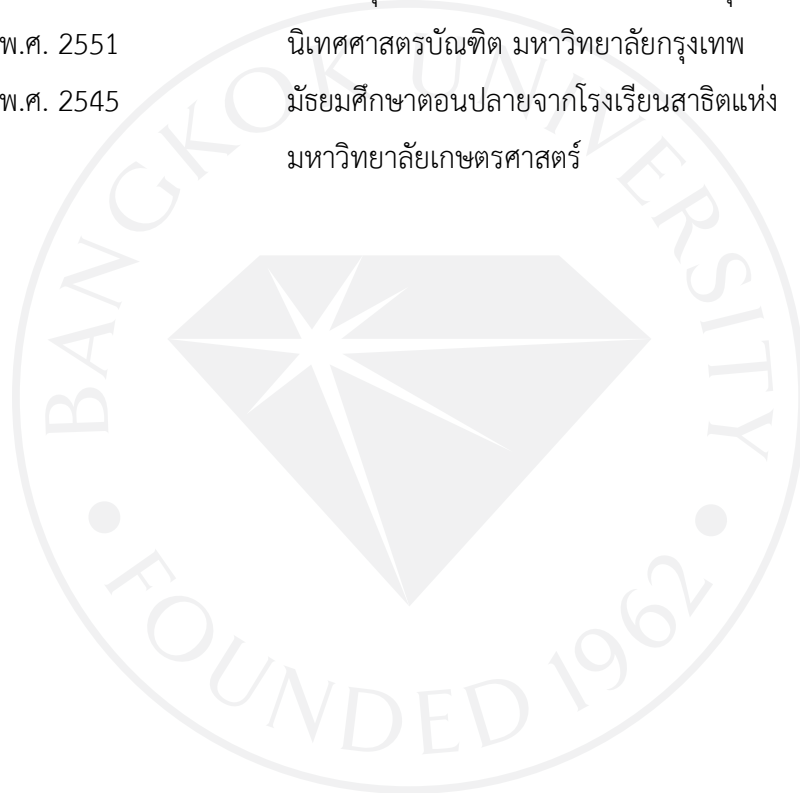 พ.ศ. 2551 นิเทศศาสตรบัณฑิต มหาวิทยาลัยกรุงเทพ
พ.ศ. 2545 มัธยมศึกษาตอนปลายจากโรงเรียนสาธิตแห่ง
มหาวิทยาลัยเกษตรศาสตร์
BANGKOK UNIVERSITY
• FOUNDED 1962 •